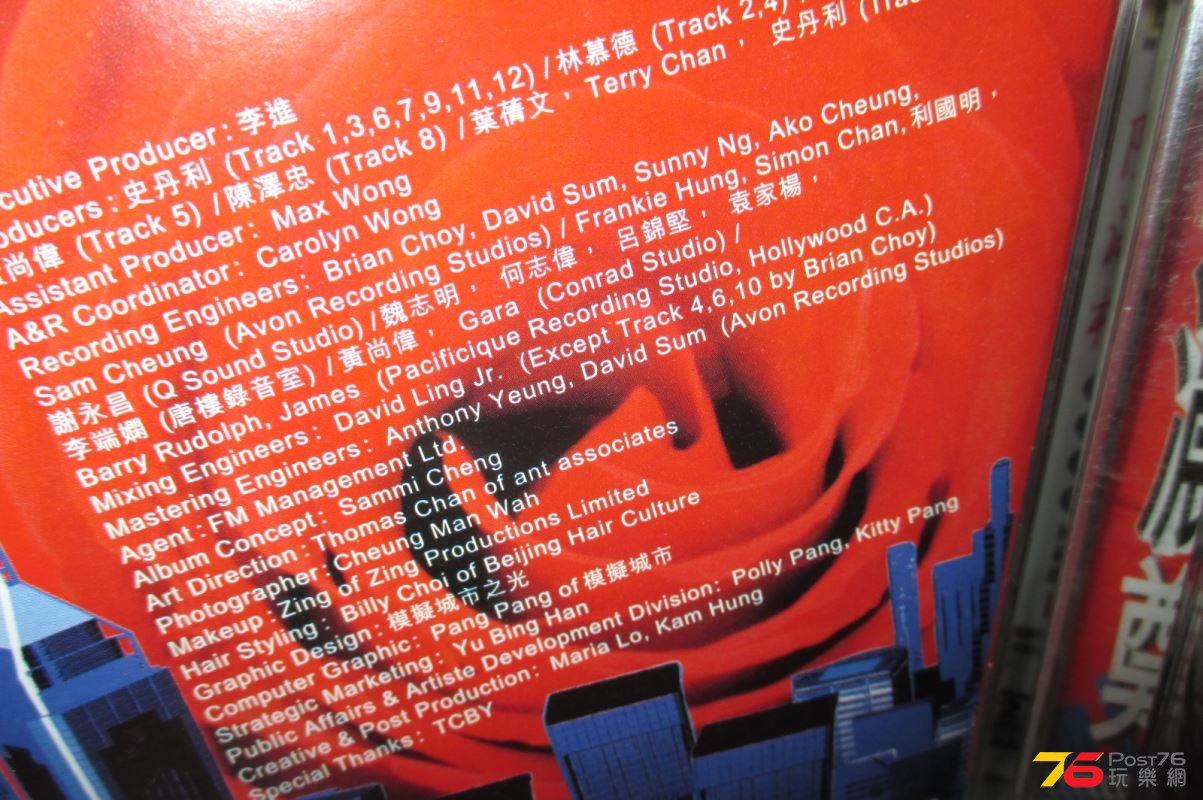 cutive Producer : 李進
oducers : 史丹利 (Track 1,3,6,7,9,11,12) / 林慕德 (Track 2,4)
尚偉 (Track 5) / 陳澤忠 (Track 8) / 葉蒨文, Terry Chan, 史丹利 (Trac
Assistant Producer : Max Wong
A&R Coordinator : Carolyn Wong
Recording Engineers : Brian Choy, David Sum, Sunny Ng, Ako Cheung,
Sam Cheung (Avon Recording Studios) / Frankie Hung, Simon Chan, 利國明,
謝永昌 (Q Sound Studio) / 魏志明, 何志偉, 呂錦堅, 袁家楊,
李端嫻 (唐樓錄音室) / 黃尚偉, Gara (Conrad Studio) /
Barry Rudolph, James (Pacificique Recording Studio, Hollywood C.A.)
Mixing Engineers : David Ling Jr. (Except Track 4,6,10 by Brian Choy)
Mastering Engineers : Anthony Yeung, David Sum (Avon Recording Studios)
Agent : FM Management Ltd.
Album Concept : Sammi Cheng
Art Direction : Thomas Chan of ant associates
Photographer : Cheung Man Wah
Makeup : Zing of Zing Productions Limited
Hair Styling : Billy Choi of Beijing Hair Culture
Graphic Design : 模擬城市之光
Computer Graphic : Pang Pang of 模擬城市
Strategic Marketing : Yu Bing Han
Public Affairs & Artiste Development Division : Polly Pang, Kitty Pang
Creative & Post Production : Maria Lo, Kam Hung
Special Thanks : TCBY
76 Post76
玩樂網